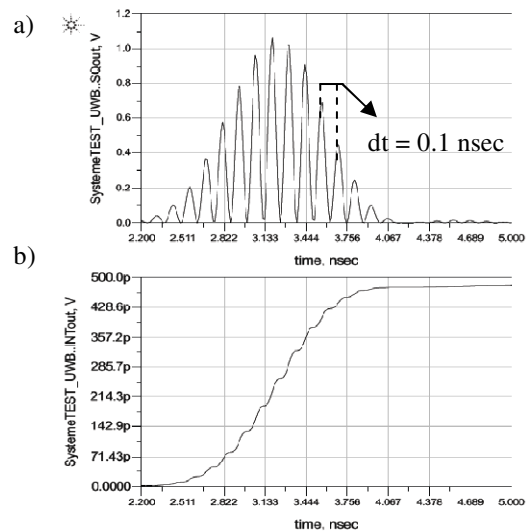 a)
SystemeTEST_UWB..SQout, V
1.2
1.0
0.8
0.6
0.4
0.2
0.0
dt = 0.1 nsec
2.200 2.511 2.822 3.133 3.444 3.756 4.067 4.378 4.689 5.000
time, nsec
b)
SystemeTEST_UWB..INTout, V
500.0p
428.6p
357.2p
285.7p
214.3p
142.9p
71.43p
0.0000
2.200 2.511 2.822 3.133 3.444 3.756 4.067 4.378 4.689 5.000
time, nsec